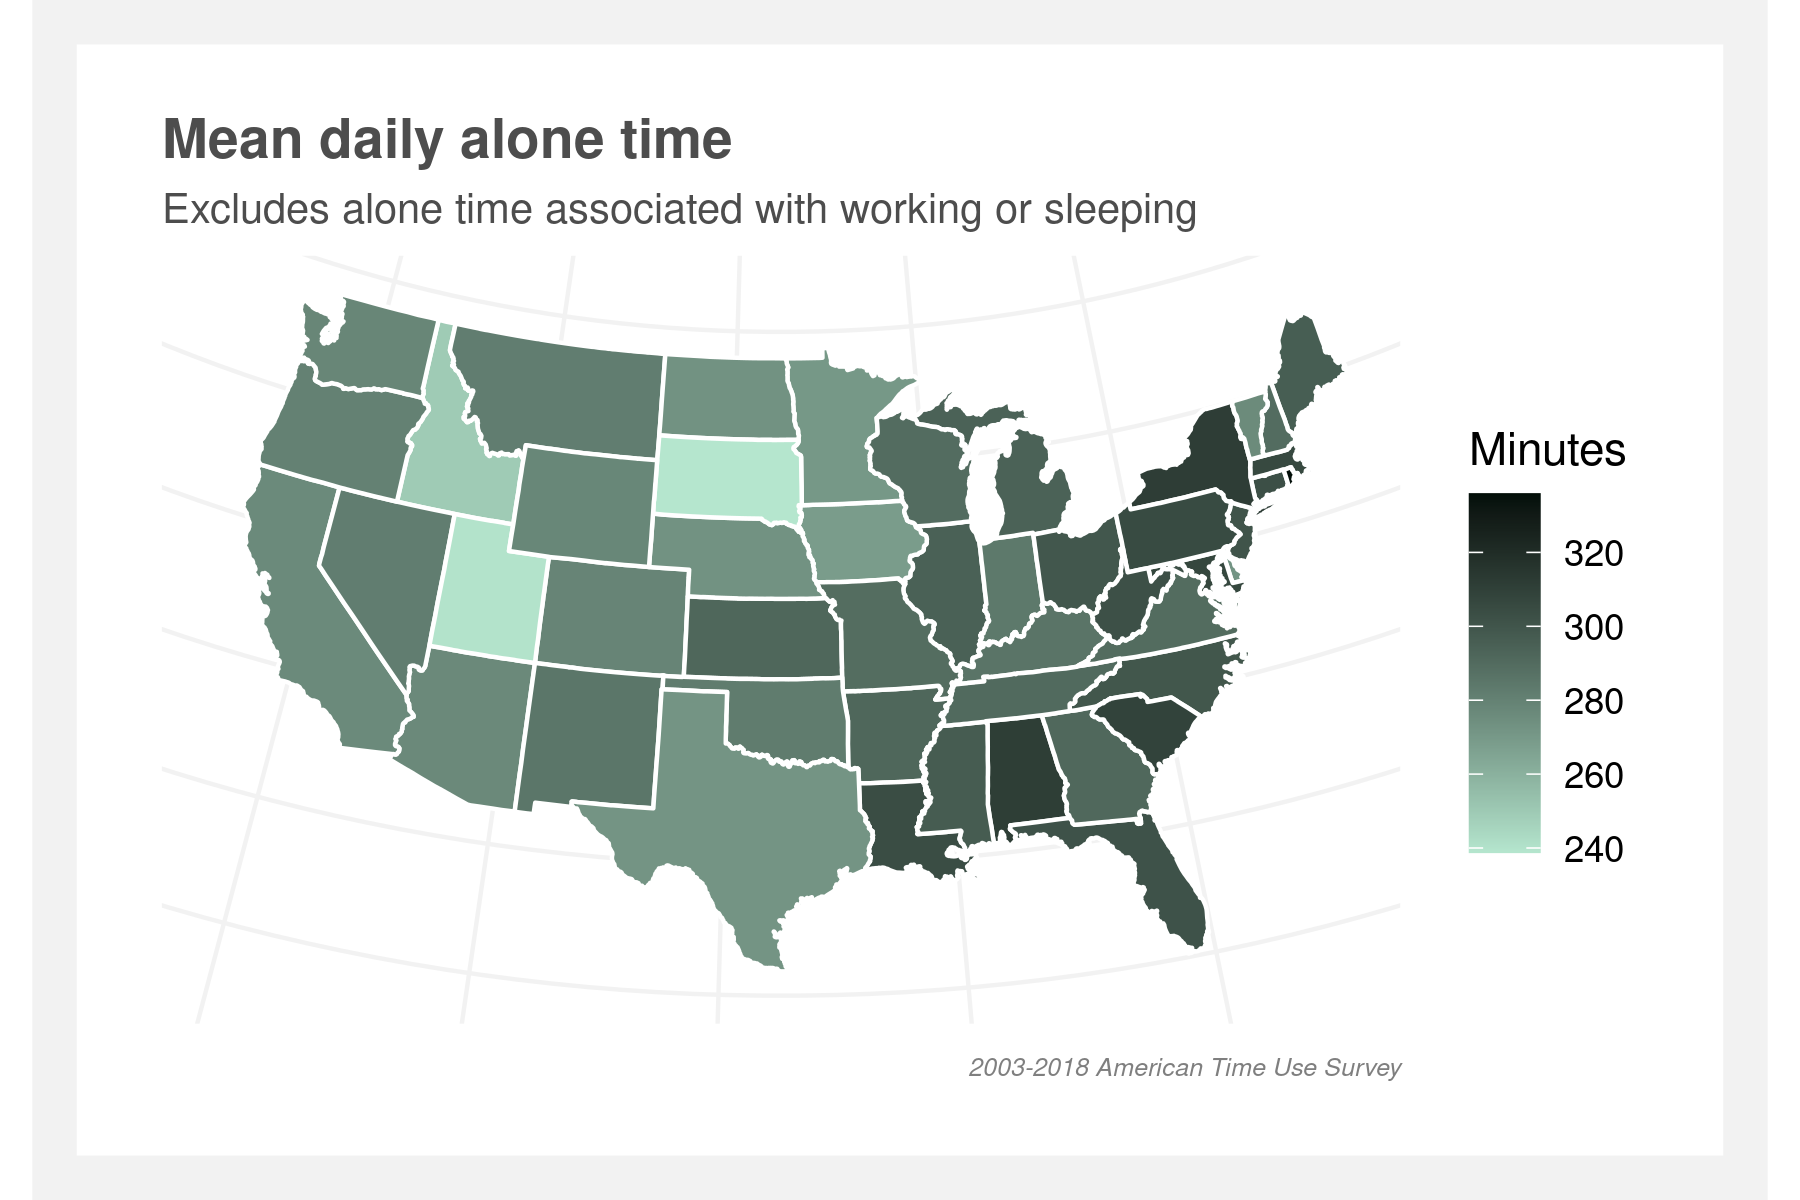 Mean daily alone time
Excludes alone time associated with working or sleeping
Minutes
320
300
280
260
240
2003-2018 American Time Use Survey